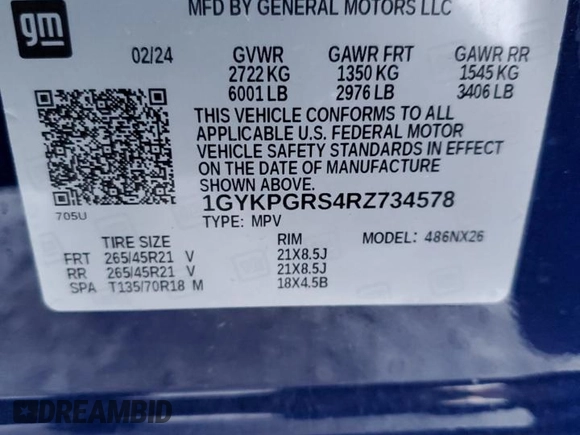 MFD BY GENERAL MOTORS LLC
gm
02/24 GVWR GAWR FRT GAWR RR
2722 KG 1350 KG 1545 KG
6001 LB 2976 LB 3406 LB
THIS VEHICLE CONFORMS TO ALL
APPLICABLE U.S. FEDERAL MOTOR
VEHICLE SAFETY STANDARDS IN EFFECT
ON THE DATE OF MANUFACTURE
SHOWN ABOVE.
705U
1GYKPGRS4RZ734578
TYPE: MPV MODEL: 486NX26
TIRE SIZE RIM
FRT 265/45R21 V 21X8.5J
RR 265/45R21 V 21X8.5J
SPA T135/70R18 M 18X4.5B
DREAMBID